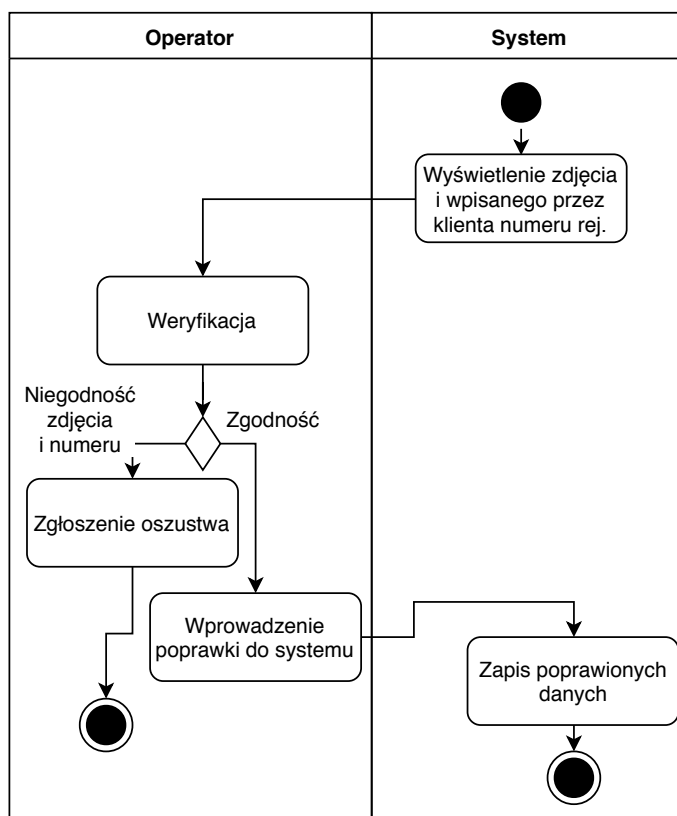 Operator
System
Wyświetlenie zdjęcia
i wpisanego przez
klienta numeru rej.
Weryfikacja
Niegodność
zdjęcia
i numeru
Zgodność
Zgłoszenie oszustwa
Wprowadzenie
poprawki do systemu
Zapis poprawionych
danych